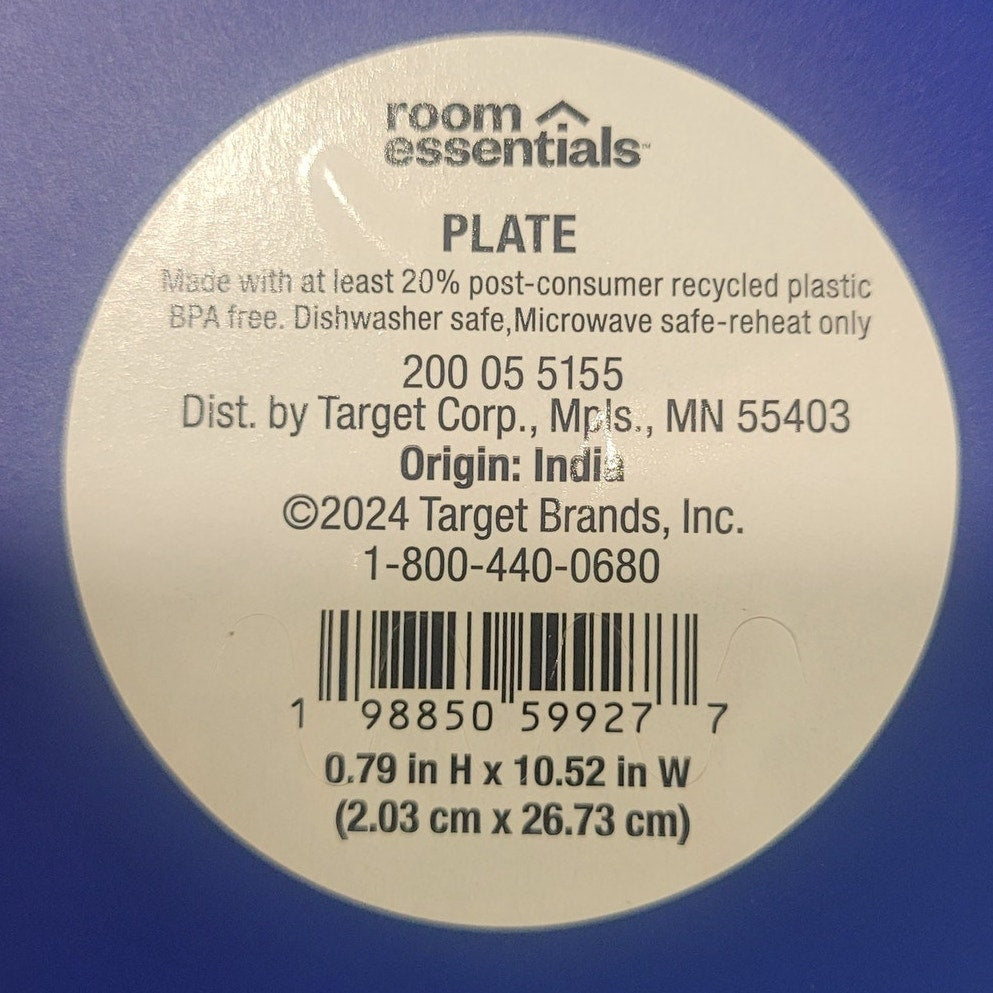 room
essentials™
PLATE
Made with at least 20% post-consumer recycled plastic
BPA free. Dishwasher safe,Microwave safe-reheat only
200 05 5155
Dist. by Target Corp., Mpls., MN 55403
Origin: India
©2024 Target Brands, Inc.
1-800-440-0680
1 98850 59927 7
0.79 in H x 10.52 in W
(2.03 cm x 26.73 cm)